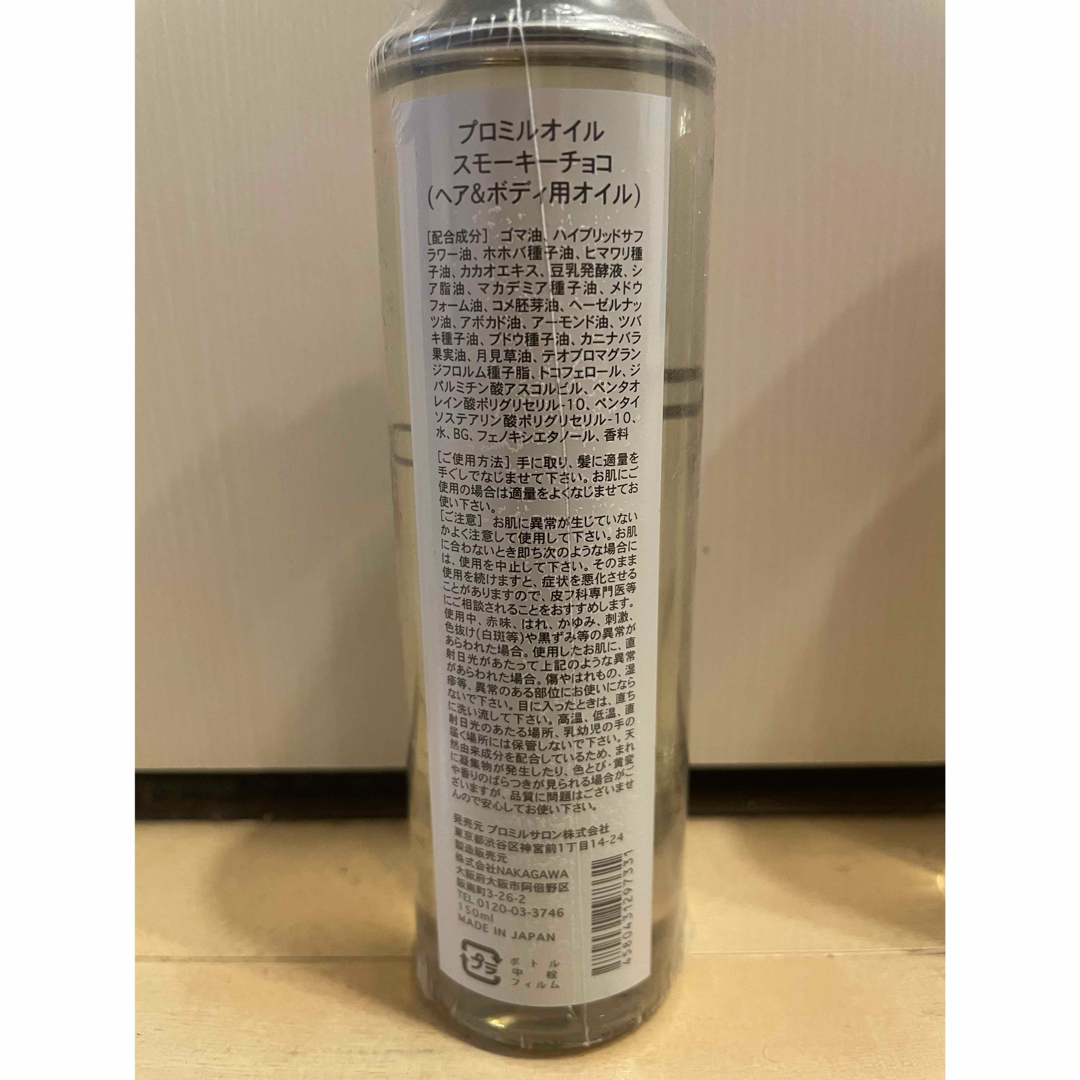 プロミルオイル
スモーキーチョコ
(ヘア&ボディ用オイル)
[配合成分] ゴマ油、ハイブリッドサフ
ラワー油、ホホバ種子油、ヒマワリ種
子油、カカオエキス、豆乳発酵液、シ
ア脂油、マカデミア種子油、メドウ
フォーム油、コメ胚芽油、ヘーゼルナッ
ツ油、アボカド油、アーモンド油、ツバ
キ種子油、ブドウ種子油、カニナバラ
果実油、月見草油、テオブロマグラン
ジフロルム種子脂、トコフェロール、ジ
パルミチン酸アスコルビル、ペンタオ
レイン酸ポリグリセリル-10、ペンタイ
ソステアリン酸ポリグリセリル-10、
水、BG、フェノキシエタノール、香料
[ご使用方法] 手に取り、髪に適量を
手ぐしでなじませて下さい。お肌にご
使用の場合は適量をよくなじませてお
使い下さい。
[ご注意] お肌に異常が生じていない
かよく注意して使用して下さい。お肌
に合わないとき即ち次のような場合に
は、使用を中止して下さい。そのまま
使用を続けますと、症状を悪化させる
ことがありますので、皮フ科専門医等
にご相談されることをおすすめします。
使用中、赤味、はれ、かゆみ、刺激、
色抜け(白斑等)や黒ずみ等の異常が
あらわれた場合。使用したお肌に、直
射日光があたって上記のような異常
があらわれた場合。傷やはれもの、湿
疹等、異常のある部位にお使いになら
ないで下さい。目に入ったときは、直ち
に洗い流して下さい。高温、低温、直
射日光のあたる場所、乳幼児の手の
届く場所には保管しないで下さい。天
然由来成分を配合しているため、まれ
に凝集物が発生したり、色とび・黄変
や香りのばらつきが見られる場合がご
ざいますが、品質に問題はございませ
んので安心してお使い下さい。
発売元 プロミルサロン株式会社
東京都渋谷区神宮前1丁目14-24
製造販売元
株式会社NAKAGAWA
大阪府大阪市阿倍野区
阪南町3-26-2
TEL 0120-03-3746
150ml
MADE IN JAPAN
4580431297331
プラ
ボトル
中栓
フィルム